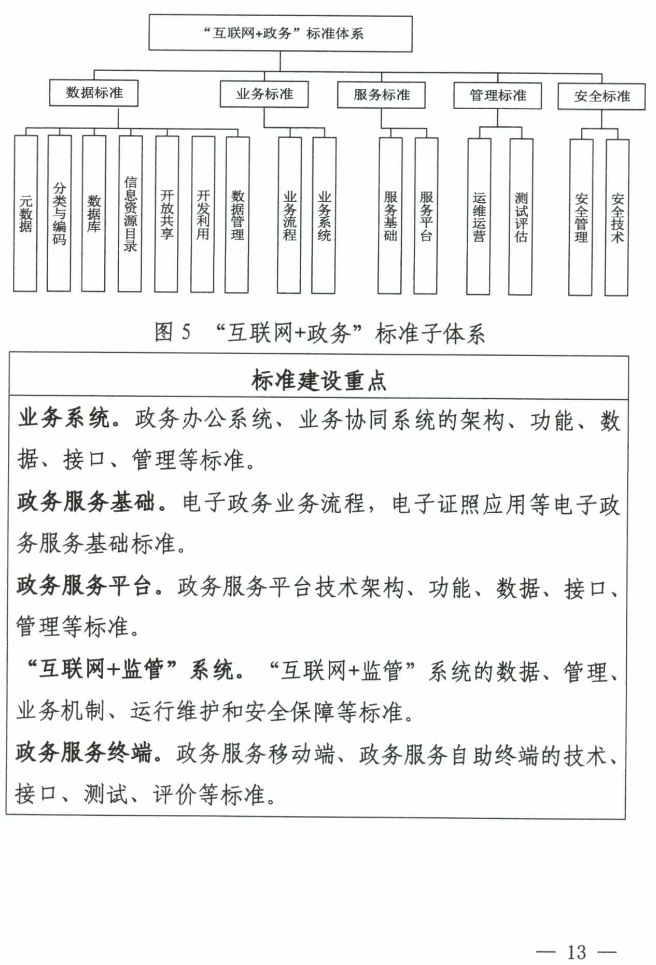 “互联网+政务”标准体系
数据标准
业务标准
服务标准
管理标准
安全标准
元数据
分类与编码
数据库
信息资源目录
开放共享
开发利用
数据管理
业务流程
业务系统
服务基础
服务平台
运维运营
测试评估
安全管理
安全技术
图 5 “互联网+政务”标准子体系
标准建设重点
业务系统。政务办公系统、业务协同系统的架构、功能、数
据、接口、管理等标准。
政务服务基础。电子政务业务流程，电子证照应用等电子政
务服务基础标准。
政务服务平台。政务服务平台技术架构、功能、数据、接口、
管理等标准。
“互联网+监管”系统。“互联网+监管”系统的数据、管理、
业务机制、运行维护和安全保障等标准。
政务服务终端。政务服务移动端、政务服务自助终端的技术、
接口、测试、评价等标准。
— 13 —